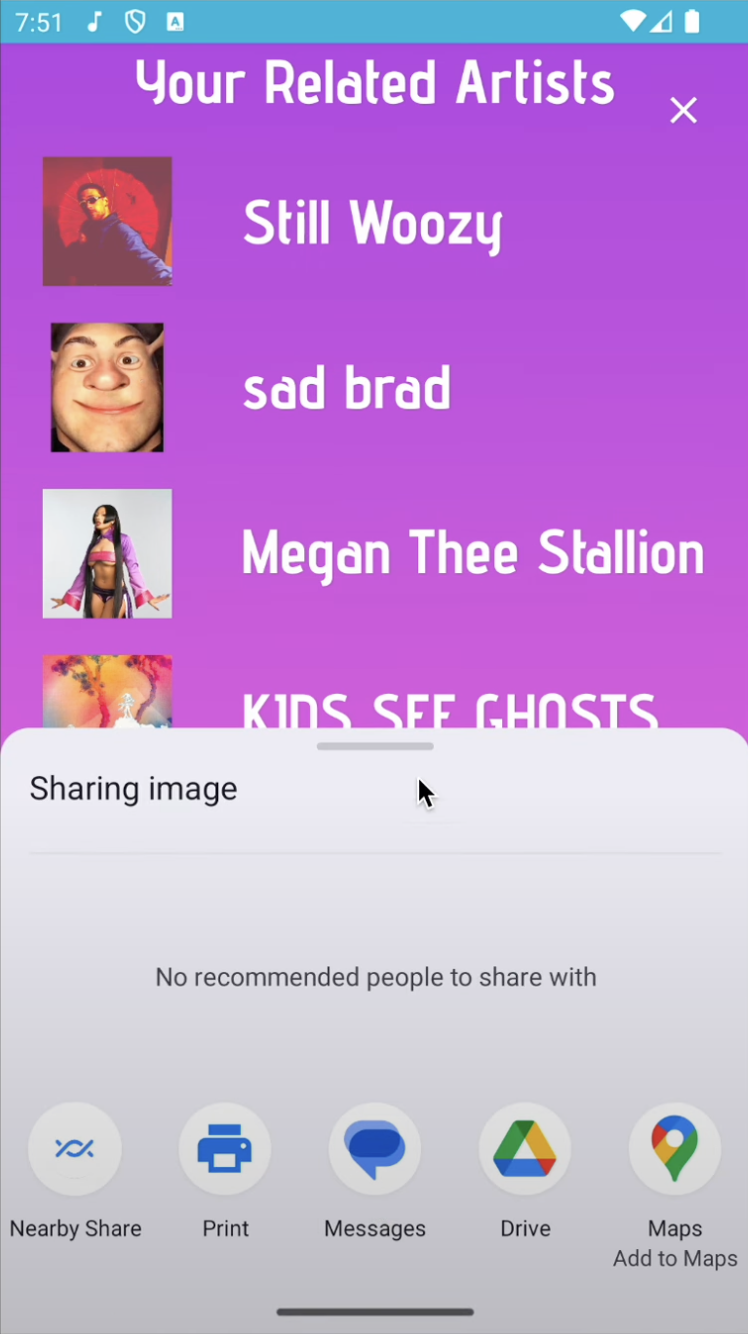 7:51
A
Your Related Artists
Still Woozy
sad brad
Megan Thee Stallion
KIDS SEE GHOSTS
Sharing image
No recommended people to share with
Nearby Share
Print
Messages
Drive
Maps
Add to Maps